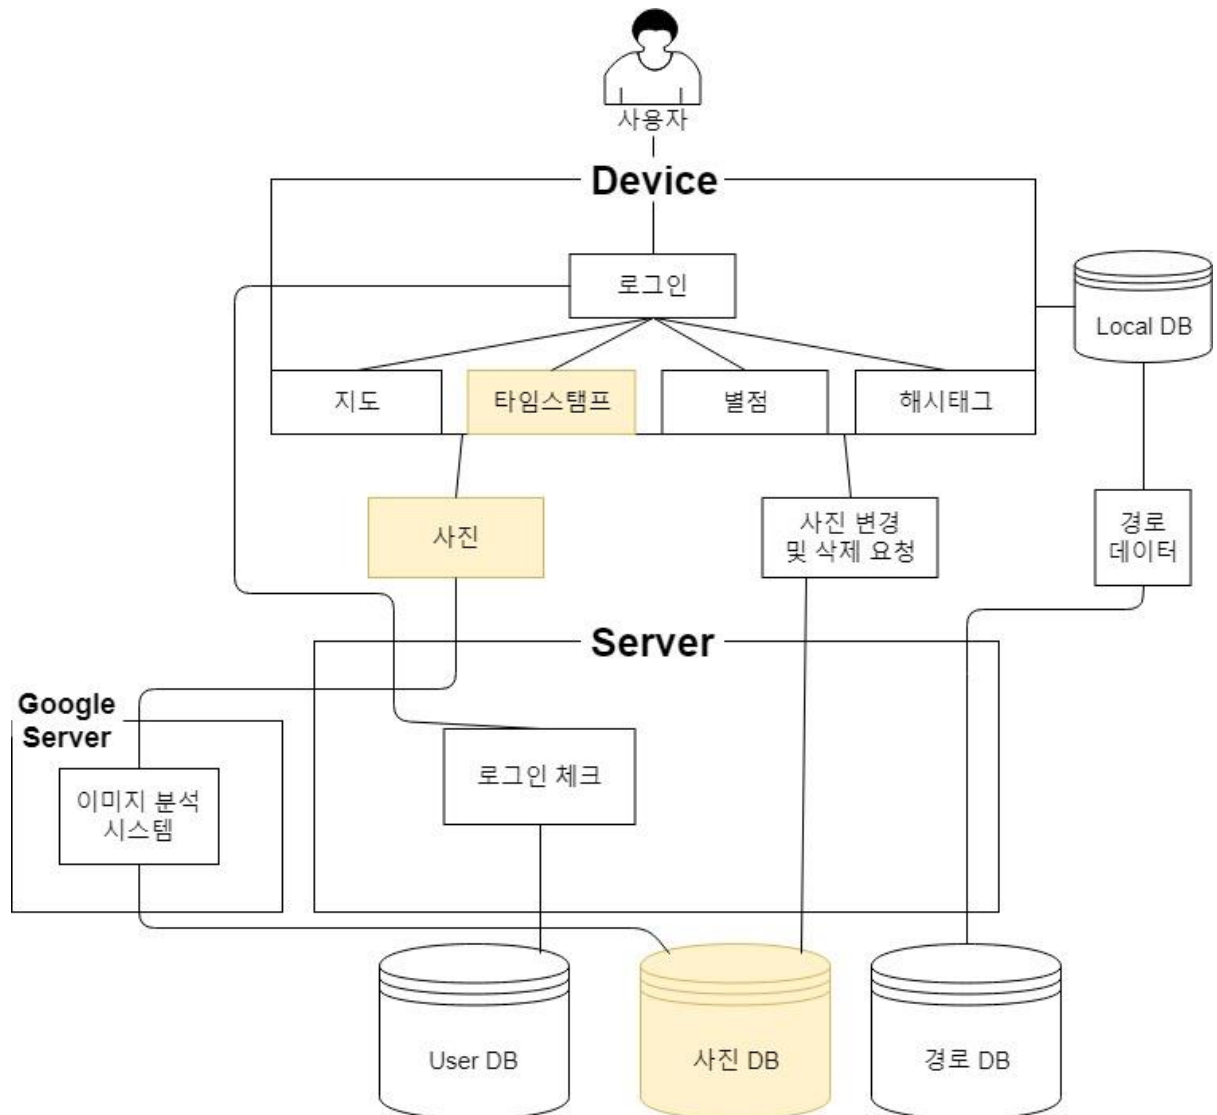 사용자
Device
로그인
Local DB
지도
타임스탬프
별점
해시태그
사진
사진 변경
및 삭제 요청
경로
데이터
Server
Google
Server
로그인 체크
이미지 분석
시스템
User DB
사진 DB
경로 DB